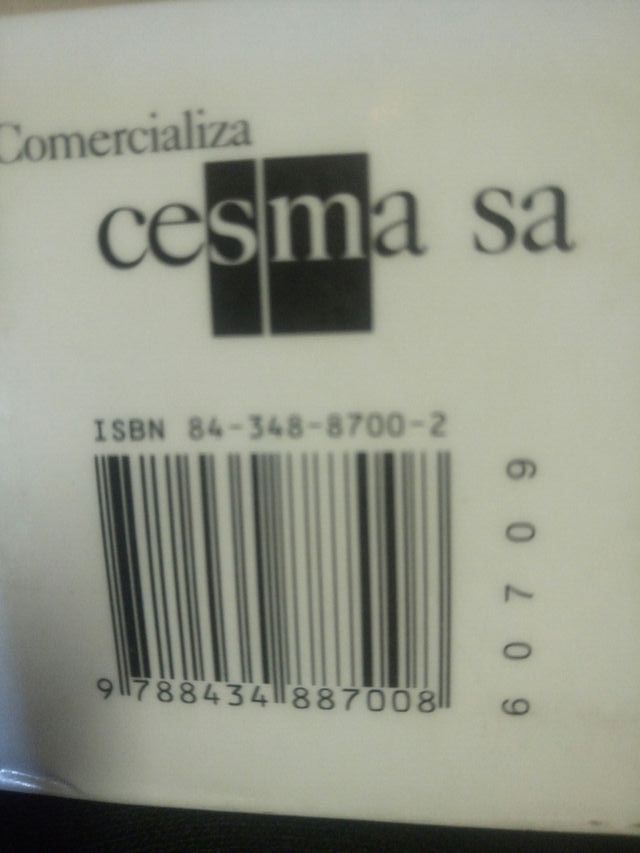 Comercializa
cesma sa
ISBN 84-348-8700-2
9 788434 887008
60709